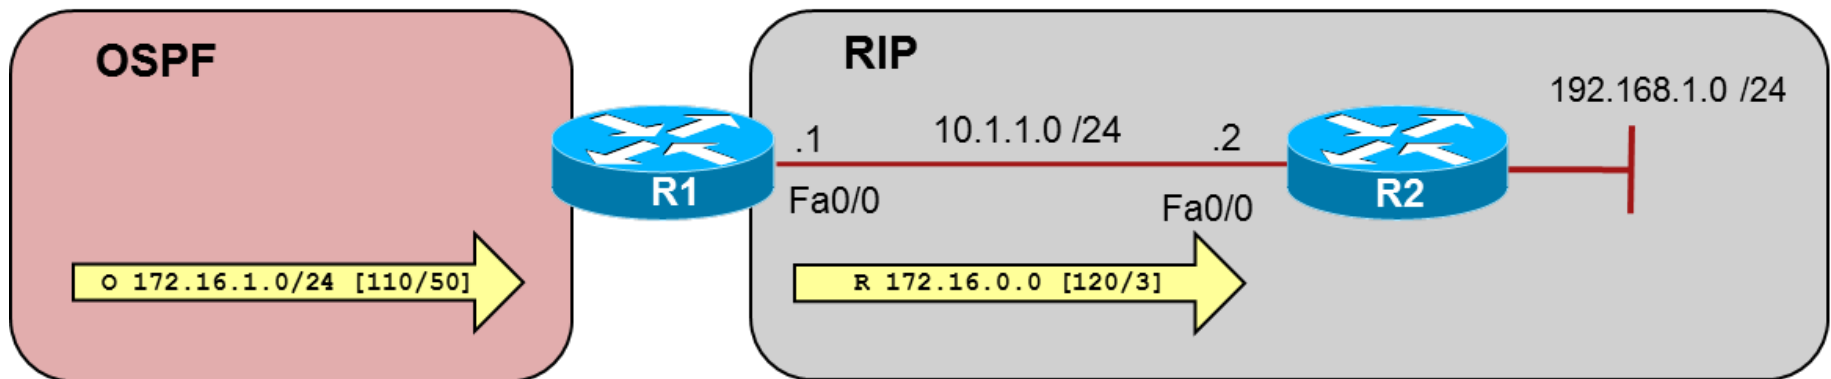 OSPF
RIP
192.168.1.0 /24
.1
10.1.1.0 /24
.2
R1
R2
Fa0/0
Fa0/0
O 172.16.1.0/24 [110/50]
R 172.16.0.0 [120/3]